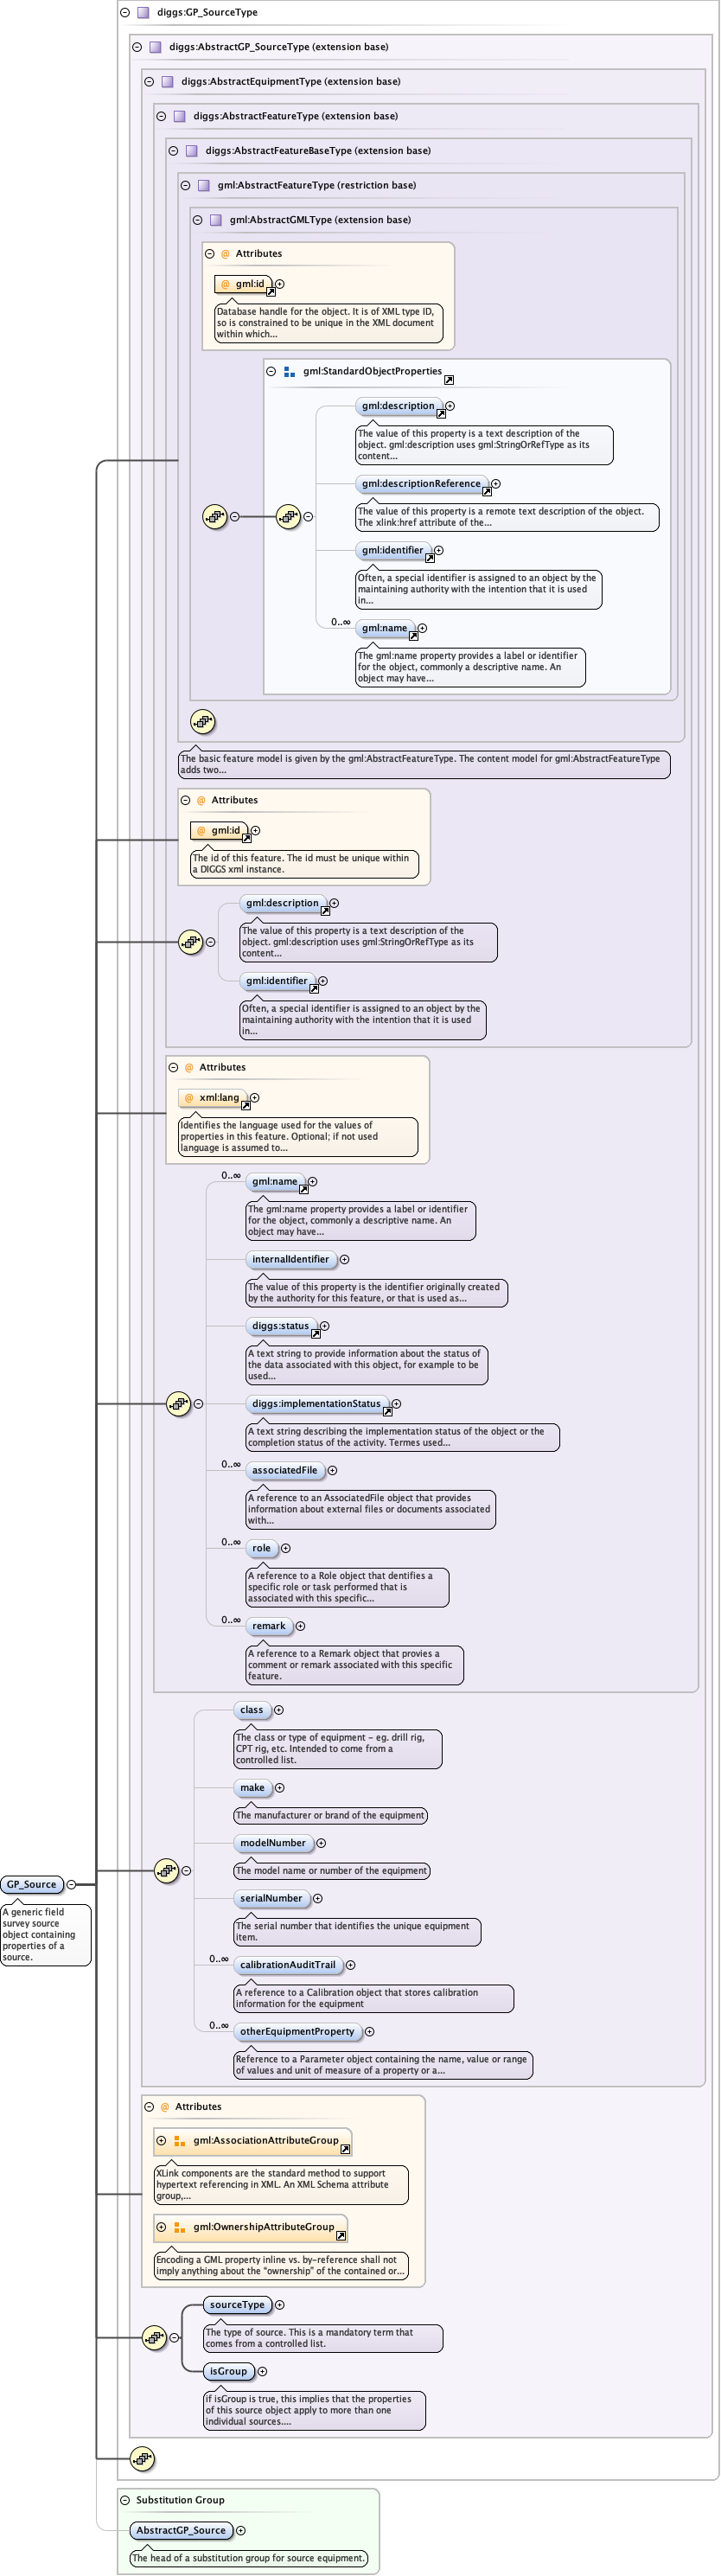 diggs:GP_SourceType
diggs:AbstractGP_SourceType (extension base)
diggs:AbstractEquipmentType (extension base)
diggs:AbstractFeatureType (extension base)
diggs:AbstractFeatureBaseType (extension base)
gml:AbstractFeatureType (restriction base)
gml:AbstractGMLType (extension base)
@ Attributes
@ gml:id
Database handle for the object. It is of XML type ID,
so is constrained to be unique in the XML document
within which...
gml:StandardObjectProperties
gml:description
The value of this property is a text description of the
object. gml:description uses gml:StringOrRefType as its
content...
gml:descriptionReference
The value of this property is a remote text description of the object.
The xlink:href attribute of the...
gml:identifier
Often, a special identifier is assigned to an object by the
maintaining authority with the intention that it is used
in...
0..∞
gml:name
The gml:name property provides a label or identifier
for the object, commonly a descriptive name. An
object may have...
The basic feature model is given by the gml:AbstractFeatureType. The content model for gml:AbstractFeatureType
adds two...
@ Attributes
@ gml:id
The id of this feature. The id must be unique within
a DIGGS xml instance.
gml:description
The value of this property is a text description of the
object. gml:description uses gml:StringOrRefType as its
content...
gml:identifier
Often, a special identifier is assigned to an object by the
maintaining authority with the intention that it is used
in...
@ Attributes
@ xml:lang
Identifies the language used for the values of
properties in this feature. Optional; if not used
language is assumed to...
0..∞
gml:name
The gml:name property provides a label or identifier
for the object, commonly a descriptive name. An
object may have...
internalIdentifier
The value of this property is the identifier originally created
by the authority for this feature, or that is used as...
diggs:status
A text string to provide information about the status of
the data associated with this object, for example to be
used...
diggs:implementationStatus
A text string describing the implementation status of the object or the
completion status of the activity. Termes used...
0..∞
associatedFile
A reference to an AssociatedFile object that provides
information about external files or documents associated
with...
0..∞
role
A reference to a Role object that dentifies a
specific role or task performed that is
associated with this specific...
0..∞
remark
A reference to a Remark object that provies a
comment or remark associated with this specific
feature.
class
The class or type of equipment - eg. drill rig,
CPT rig, etc. Intended to come from a
controlled list.
make
The manufacturer or brand of the equipment
modelNumber
The model name or number of the equipment
serialNumber
The serial number that identifies the unique equipment
item.
0..∞
calibrationAuditTrail
A reference to a Calibration object that stores calibration
information for the equipment
0..∞
otherEquipmentProperty
Reference to a Parameter object containing the name, value or range
of values and unit of measure of a property or a...
GP_Source
A generic field
survey source
object containing
properties of a
source.
@ Attributes
gml:AssociationAttributeGroup
XLink components are the standard method to support
hypertext referencing in XML. An XML Schema attribute
group,...
gml:OwnershipAttributeGroup
Encoding a GML property inline vs. by-reference shall not
imply anything about the "ownership" of the contained or...
sourceType
The type of source. This is a mandatory term that
comes from a controlled list.
isGroup
if isGroup is true, this implies that the properties
of this source object apply to more than one
individual sources....
Substitution Group
AbstractGP_Source
The head of a substitution group for source equipment.